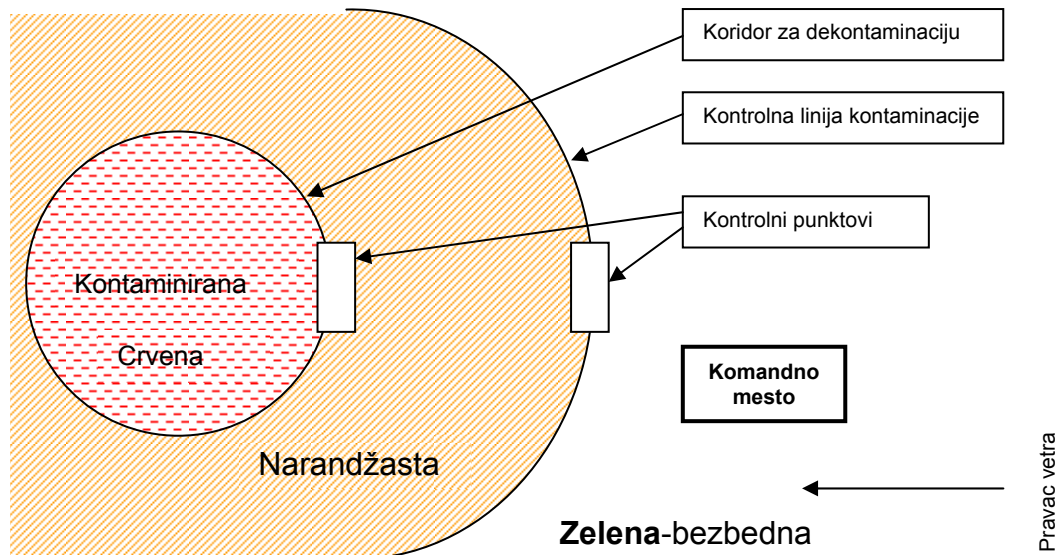 Koridor za dekontaminaciju
Kontrolna linija kontaminacije
Kontrolni punktovi
Kontaminirana
Crvena
Komandno
mesto
Narandžasta
Pravac vetra
Zelena-bezbedna